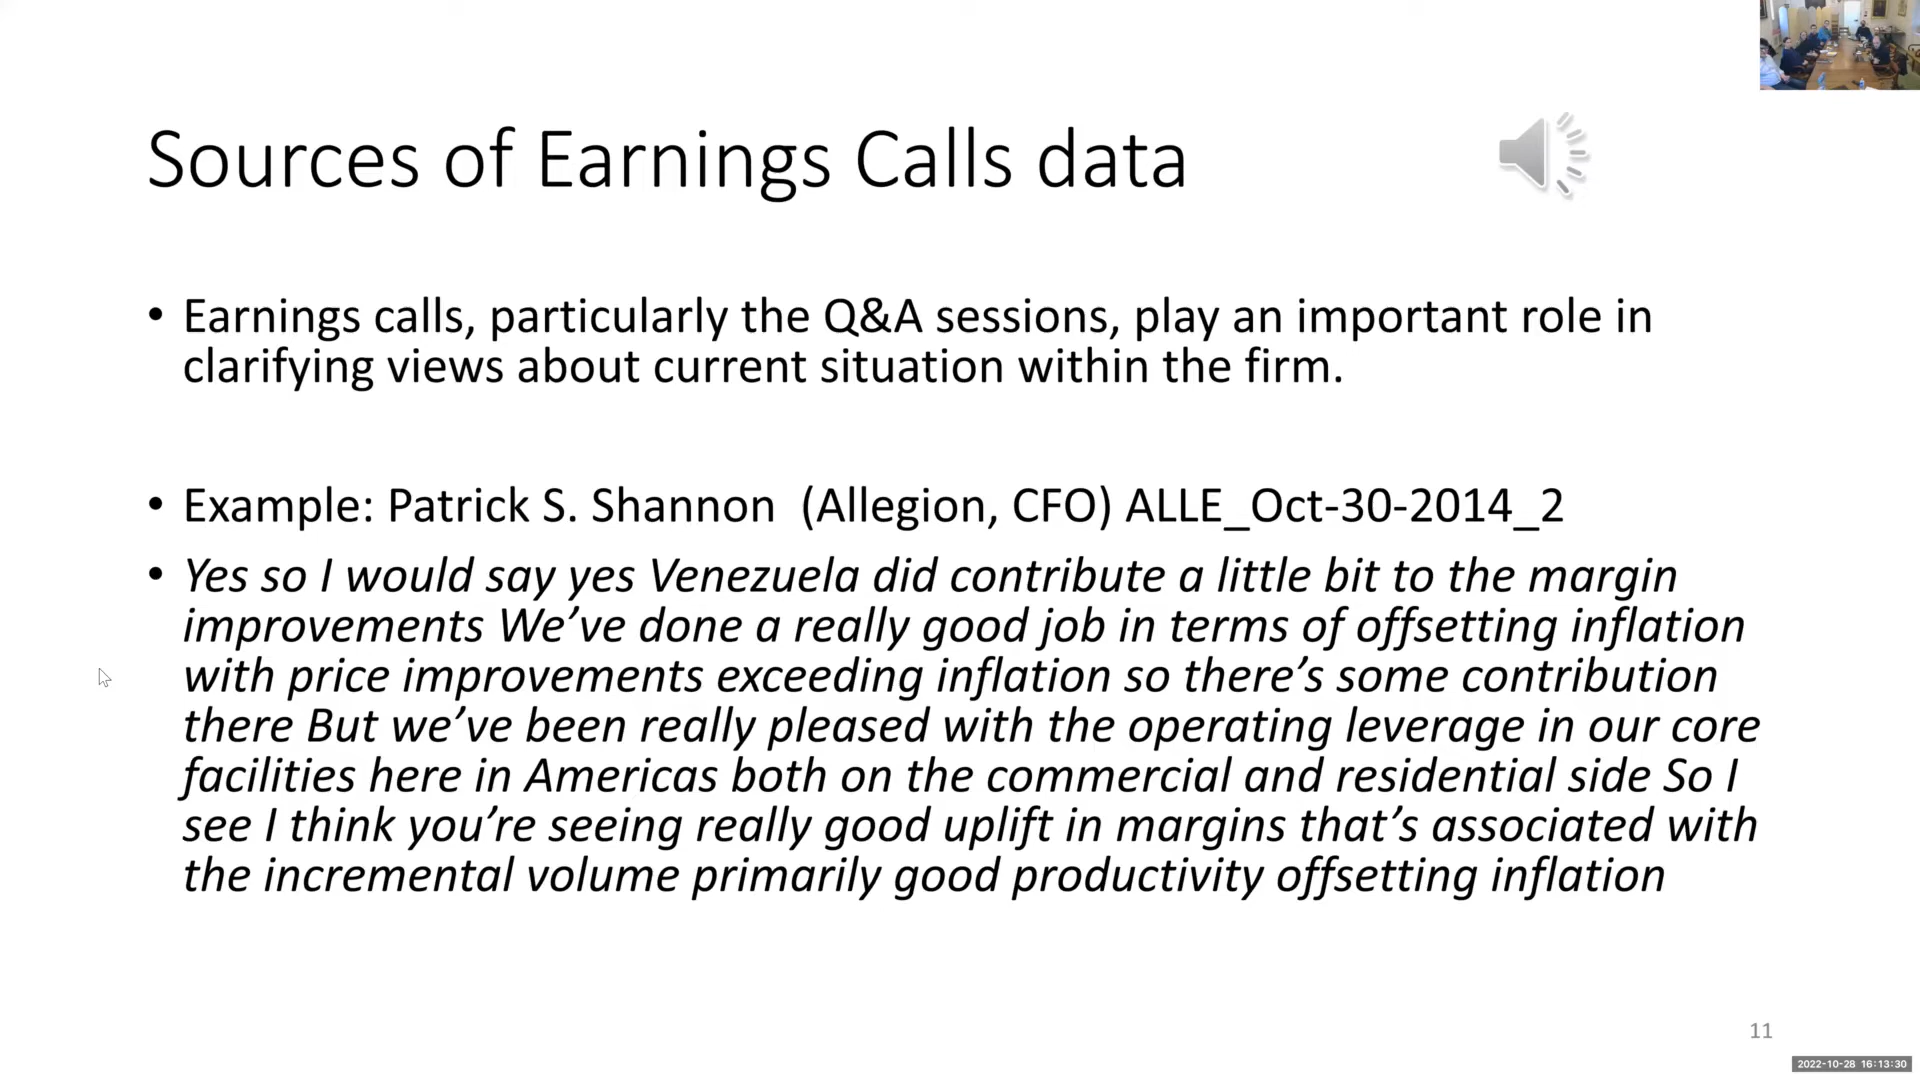 Sources of Earnings Calls data
• Earnings calls, particularly the Q&A sessions, play an important role in
clarifying views about current situation within the firm.
• Example: Patrick S. Shannon (Allegion, CFO) ALLE_Oct-30-2014_2
• Yes so I would say yes Venezuela did contribute a little bit to the margin
improvements We’ve done a really good job in terms of offsetting inflation
with price improvements exceeding inflation so there’s some contribution
there But we’ve been really pleased with the operating leverage in our core
facilities here in Americas both on the commercial and residential side So I
see I think you’re seeing really good uplift in margins that’s associated with
the incremental volume primarily good productivity offsetting inflation
11
2022-10-28 16:13:30